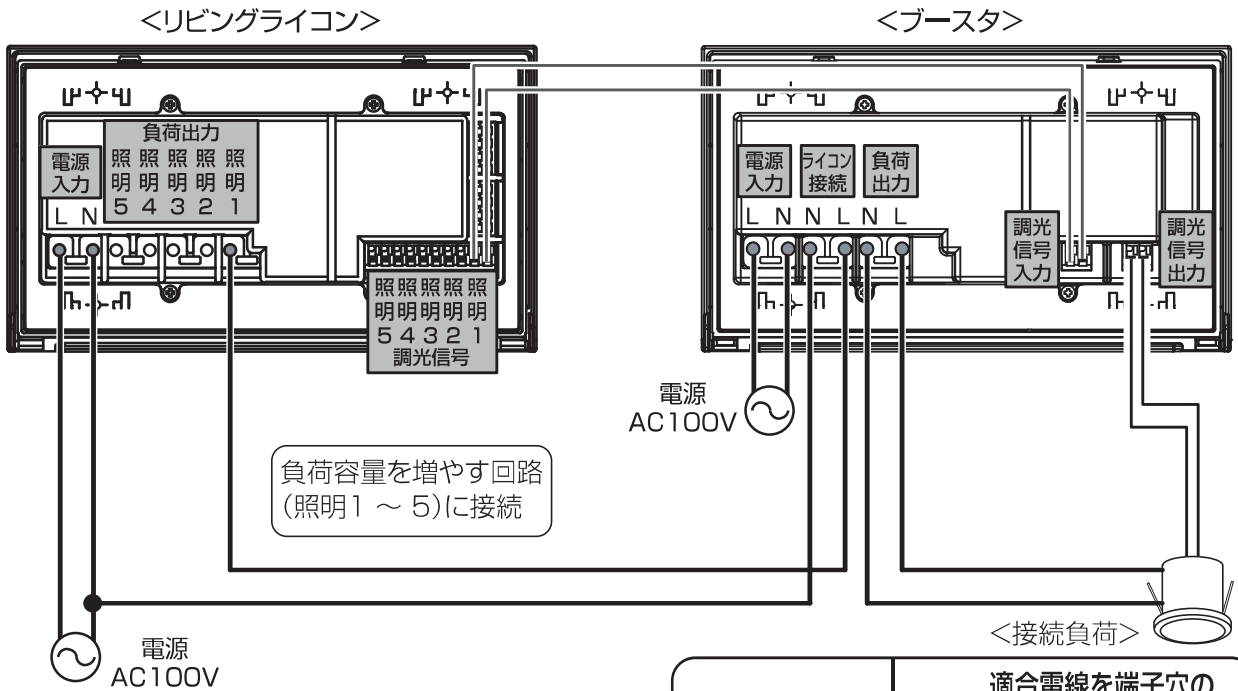 <リビングライコン>
<ブースタ>
電源
入力
L N
負荷出力
照明5 照明4 照明3 照明2 照明1
照明5 照明4 照明3 照明2 照明1
調光信号
電源
入力
ライコン
接続
負荷
出力
L N N L N L
調光
信号
入力
調光
信号
出力
電源
AC100V
負荷容量を増やす回路
(照明1 ~ 5)に接続
電源
AC100V
<接続負荷>
適合電線を端子穴の